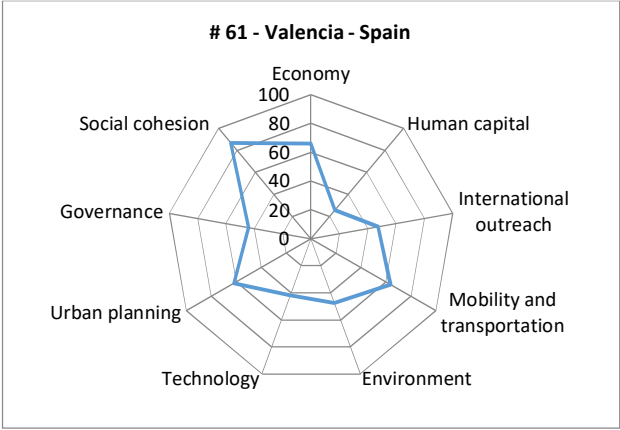 # 61 - Valencia - Spain
Economy
100
80
60
40
20
0
Human capital
International
outreach
Mobility and
transportation
Environment
Technology
Urban planning
Governance
Social cohesion